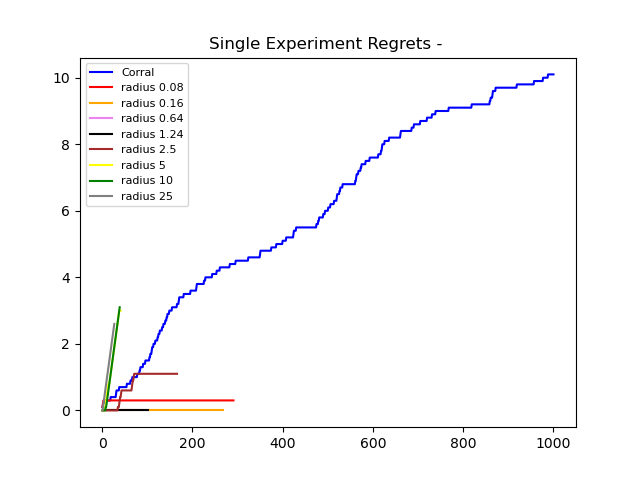 Single Experiment Regrets -
10
8
6
4
2
0
Corral
radius 0.08
radius 0.16
radius 0.64
radius 1.24
radius 2.5
radius 5
radius 10
radius 25
0 200 400 600 800 1000